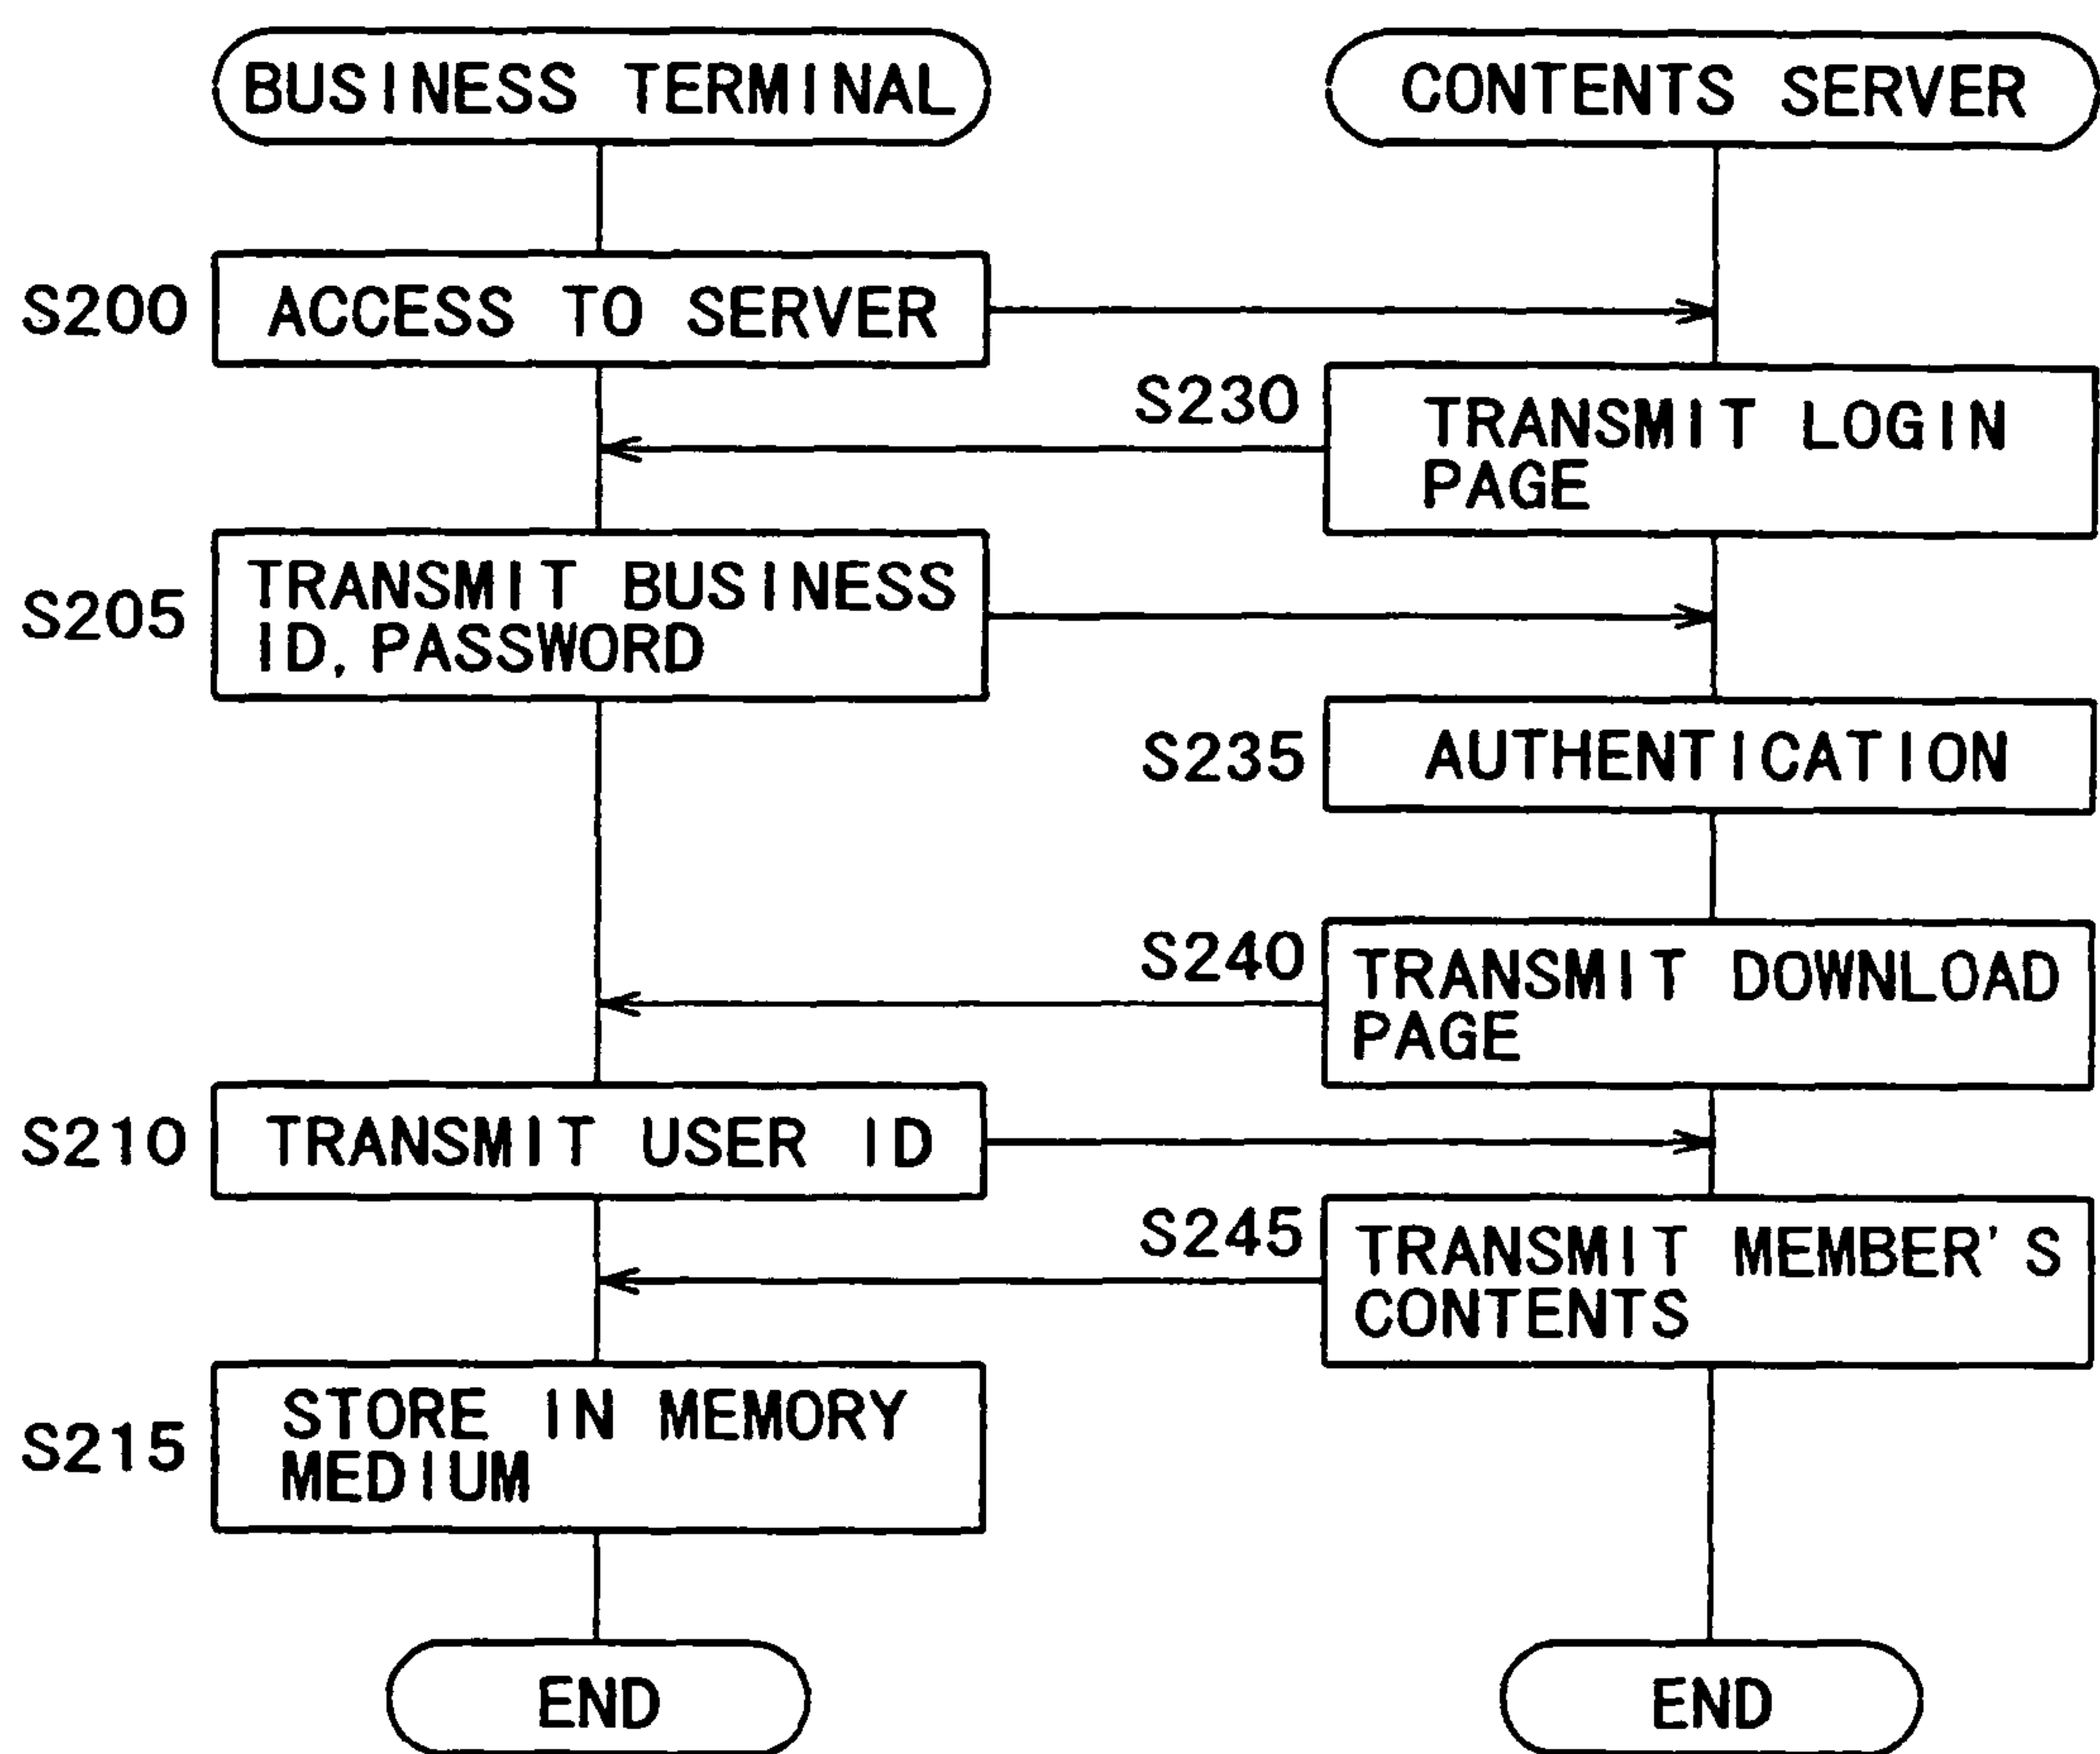 BUSINESS TERMINAL
CONTENTS SERVER
S200
ACCESS TO SERVER
S230
TRANSMIT LOGIN
PAGE
S205
TRANSMIT BUSINESS
ID, PASSWORD
S235
AUTHENTICATION
S240
TRANSMIT DOWNLOAD
PAGE
S210
TRANSMIT USER ID
S245
TRANSMIT MEMBER'S
CONTENTS
S215
STORE IN MEMORY
MEDIUM
END
END